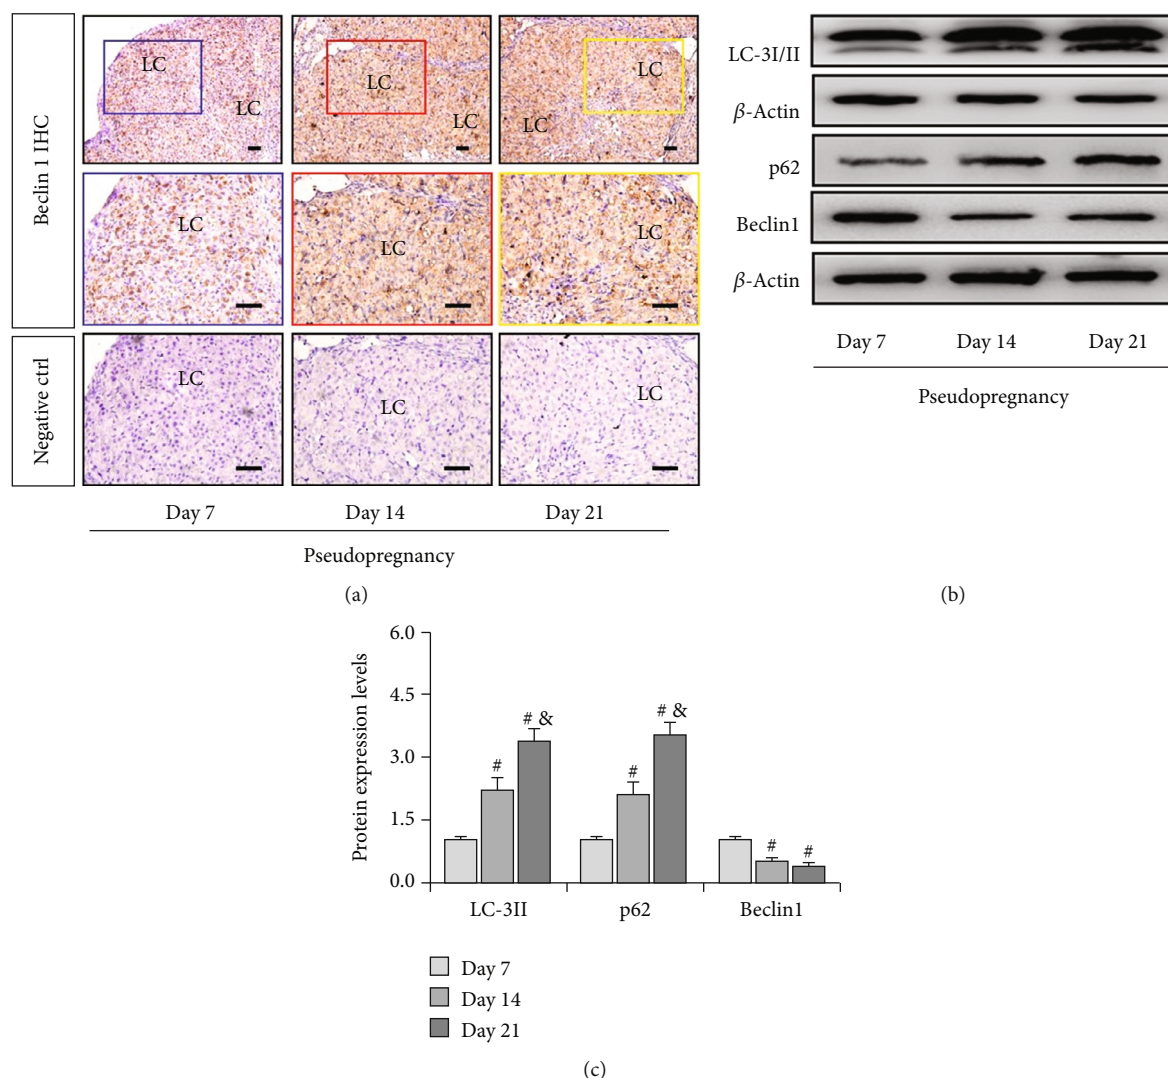 Beclin 1 IHC
LC
LC
LC
LC
LC
LC
LC
LC
LC
Negative ctrl
LC
LC
LC
Day 7 Day 14 Day 21
Pseudopregnancy
(a)
LC-3I/II
β-Actin
p62
Beclin1
β-Actin
Day 7 Day 14 Day 21
Pseudopregnancy
(b)
Protein expression levels
6.0
4.5
3.0
1.5
0.0
# # &
# # &
# #
LC-3II p62 Beclin1
Day 7
Day 14
Day 21
(c)